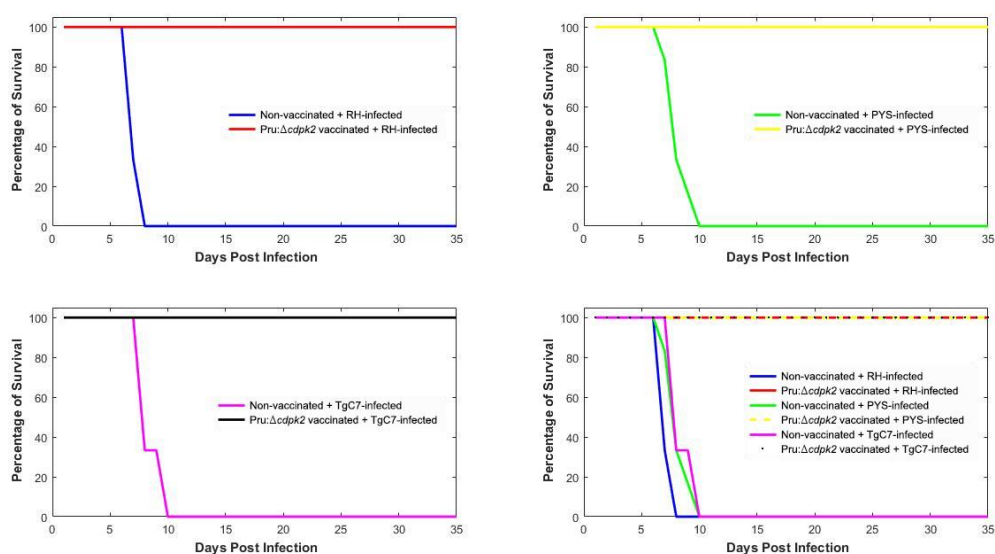 100
80
60
40
20
0
Percentage of Survival
Non-vaccinated + RH-infected
Pru:Δcdpk2 vaccinated + RH-infected
0 5 10 15 20 25 30 35
Days Post Infection
100
80
60
40
20
0
Percentage of Survival
Non-vaccinated + PYS-infected
Pru:Δcdpk2 vaccinated + PYS-infected
0 5 10 15 20 25 30 35
Days Post Infection
100
80
60
40
20
0
Percentage of Survival
Non-vaccinated + TgC7-infected
Pru:Δcdpk2 vaccinated + TgC7-infected
0 5 10 15 20 25 30 35
Days Post Infection
100
80
60
40
20
0
Percentage of Survival
Non-vaccinated + RH-infected
Pru:Δcdpk2 vaccinated + RH-infected
Non-vaccinated + PYS-infected
Pru:Δcdpk2 vaccinated + PYS-infected
Non-vaccinated + TgC7-infected
Pru:Δcdpk2 vaccinated + TgC7-infected
0 5 10 15 20 25 30 35
Days Post Infection